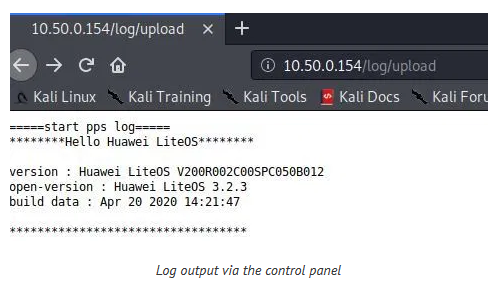 10.50.0.154/log/upload
10.50.0.154/log/upload
Kali Linux Kali Training Kali Tools Kali Docs Kali Foru
=====start pps log=====
********Hello Huawei LiteOS********
version : Huawei LiteOS V200R002C00SPC050B012
open-version : Huawei LiteOS 3.2.3
build data : Apr 20 2020 14:21:47
**********************************
Log output via the control panel